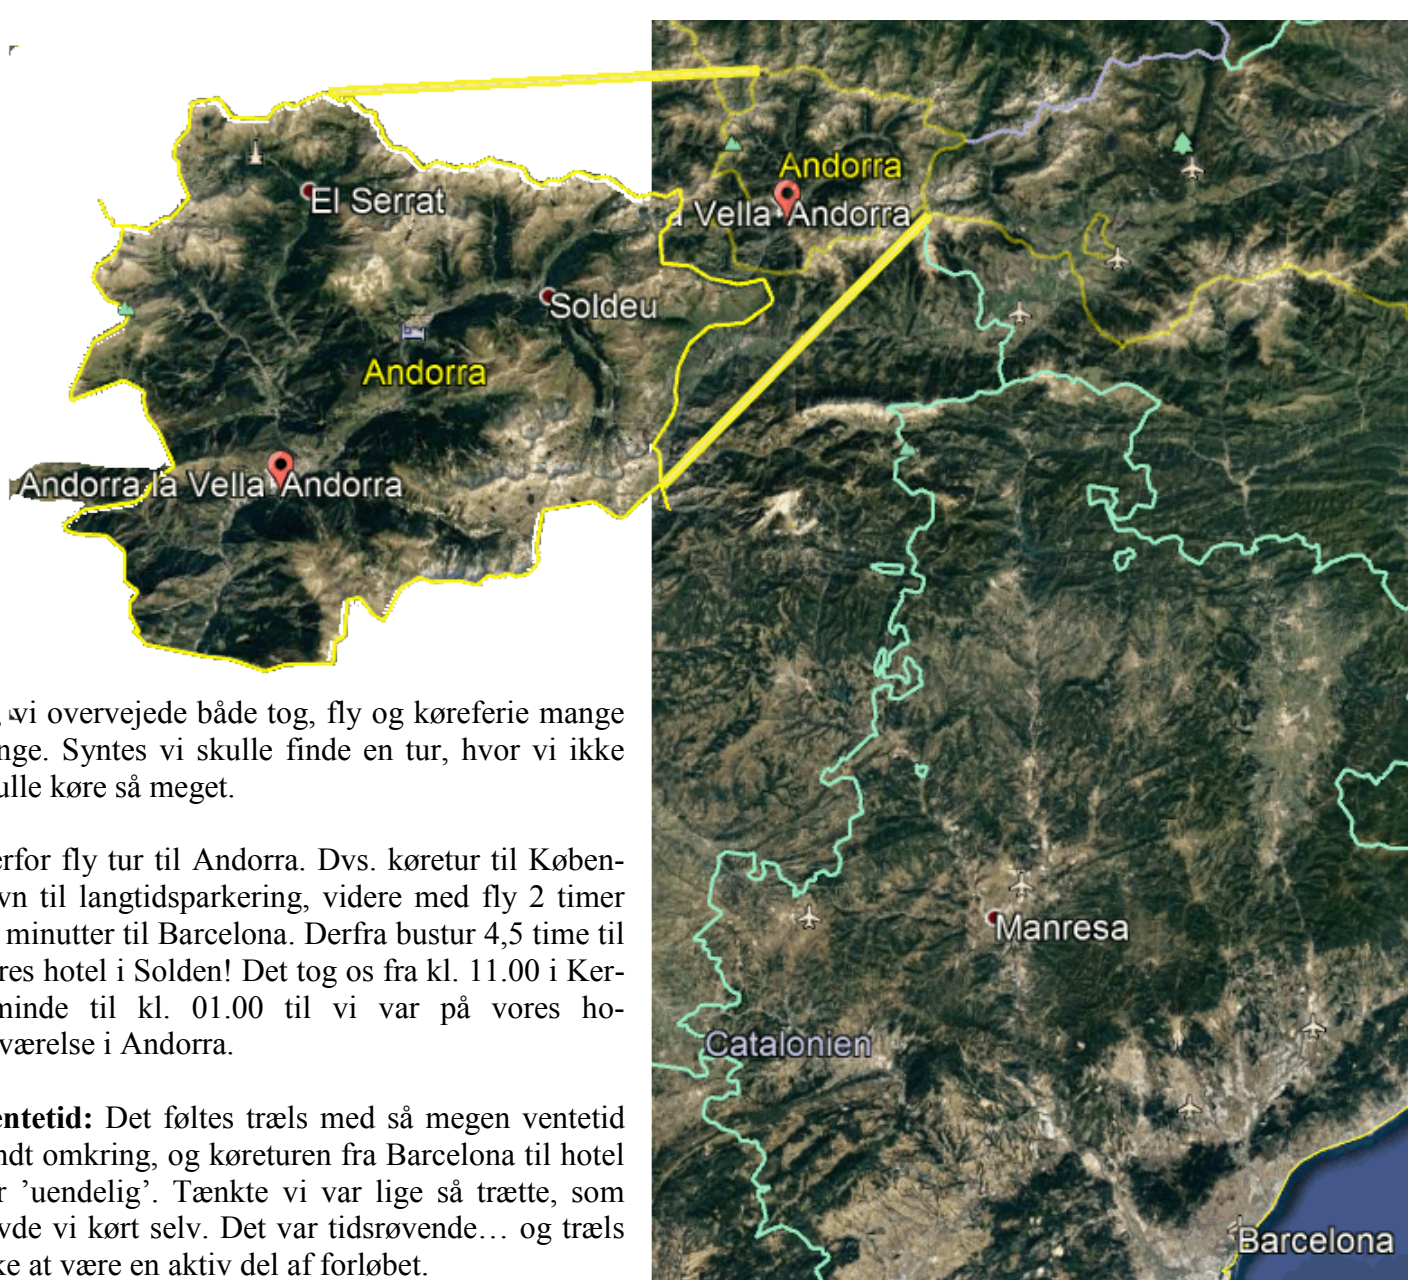 El Serrat
Soldeu
Andorra
Andorra la Vella Andorra
Andorra
a Vella Andorra
Manresa
Catalonien
Barcelona
, vi overvejede både tog, fly og køreferie mange
nge. Syntes vi skulle finde en tur, hvor vi ikke
ulle køre så meget.
erfor fly tur til Andorra. Dvs. køretur til Køben-
vn til langtidsparkering, videre med fly 2 timer
minutter til Barcelona. Derfra bustur 4,5 time til
res hotel i Solden! Det tog os fra kl. 11.00 i Ker-
minde til kl. 01.00 til vi var på vores ho-
værelse i Andorra.
entetid: Det føltes træls med så megen ventetid
ndt omkring, og køreturen fra Barcelona til hotel
r ’uendelig’. Tænkte vi var lige så trætte, som
vde vi kørt selv. Det var tidsrøvende… og træls
ke at være en aktiv del af forløbet.